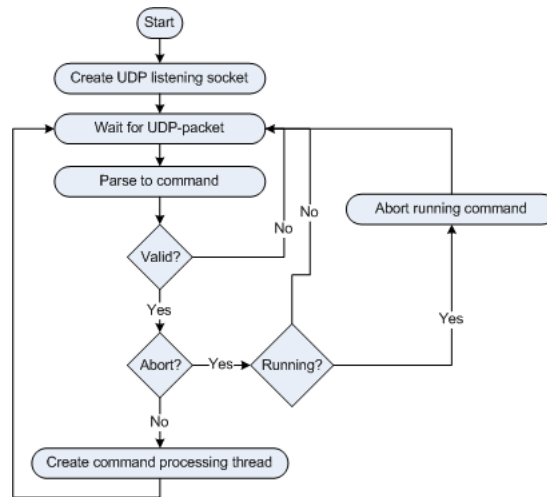 Start
Create UDP listening socket
Wait for UDP-packet
Parse to command
No
No
Abort running command
Valid?
Yes
Yes
Abort?
Yes
Running?
No
Create command processing thread